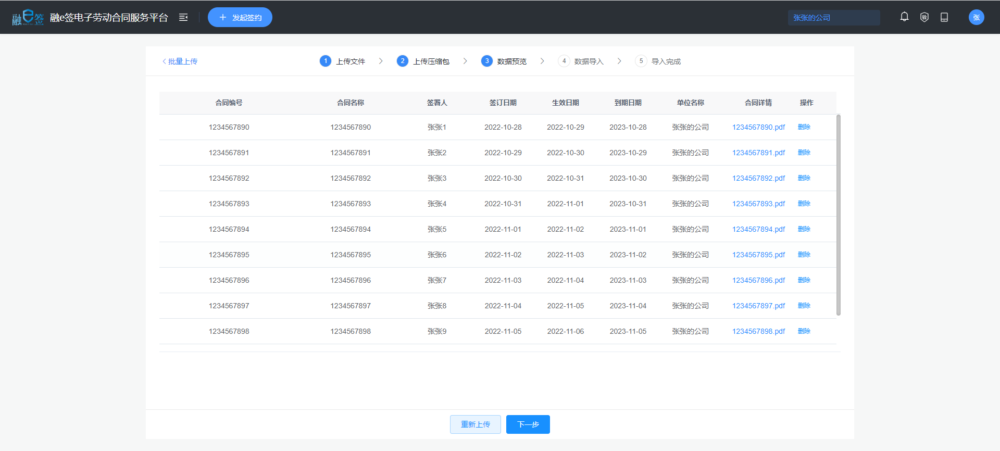 融e签 融e签电子劳动合同服务平台 发起签约 张张的公司 验 张
批量上传 1 上传文件 2 上传压缩包 3 数据预览 4 数据导入 5 导入完成
合同编号 合同名称 签署人 签订日期 生效日期 到期日期 单位名称 合同详情 操作
1234567890 1234567890 张张1 2022-10-28 2022-10-29 2023-10-28 张张的公司 1234567890.pdf 删除
1234567891 1234567891 张张2 2022-10-29 2022-10-30 2023-10-29 张张的公司 1234567891.pdf 删除
1234567892 1234567892 张张3 2022-10-30 2022-10-31 2023-10-30 张张的公司 1234567892.pdf 删除
1234567893 1234567893 张张4 2022-10-31 2022-11-01 2023-10-31 张张的公司 1234567893.pdf 删除
1234567894 1234567894 张张5 2022-11-01 2022-11-02 2023-11-01 张张的公司 1234567894.pdf 删除
1234567895 1234567895 张张6 2022-11-02 2022-11-03 2023-11-02 张张的公司 1234567895.pdf 删除
1234567896 1234567896 张张7 2022-11-03 2022-11-04 2023-11-03 张张的公司 1234567896.pdf 删除
1234567897 1234567897 张张8 2022-11-04 2022-11-05 2023-11-04 张张的公司 1234567897.pdf 删除
1234567898 1234567898 张张9 2022-11-05 2022-11-06 2023-11-05 张张的公司 1234567898.pdf 删除
重新上传 下一步